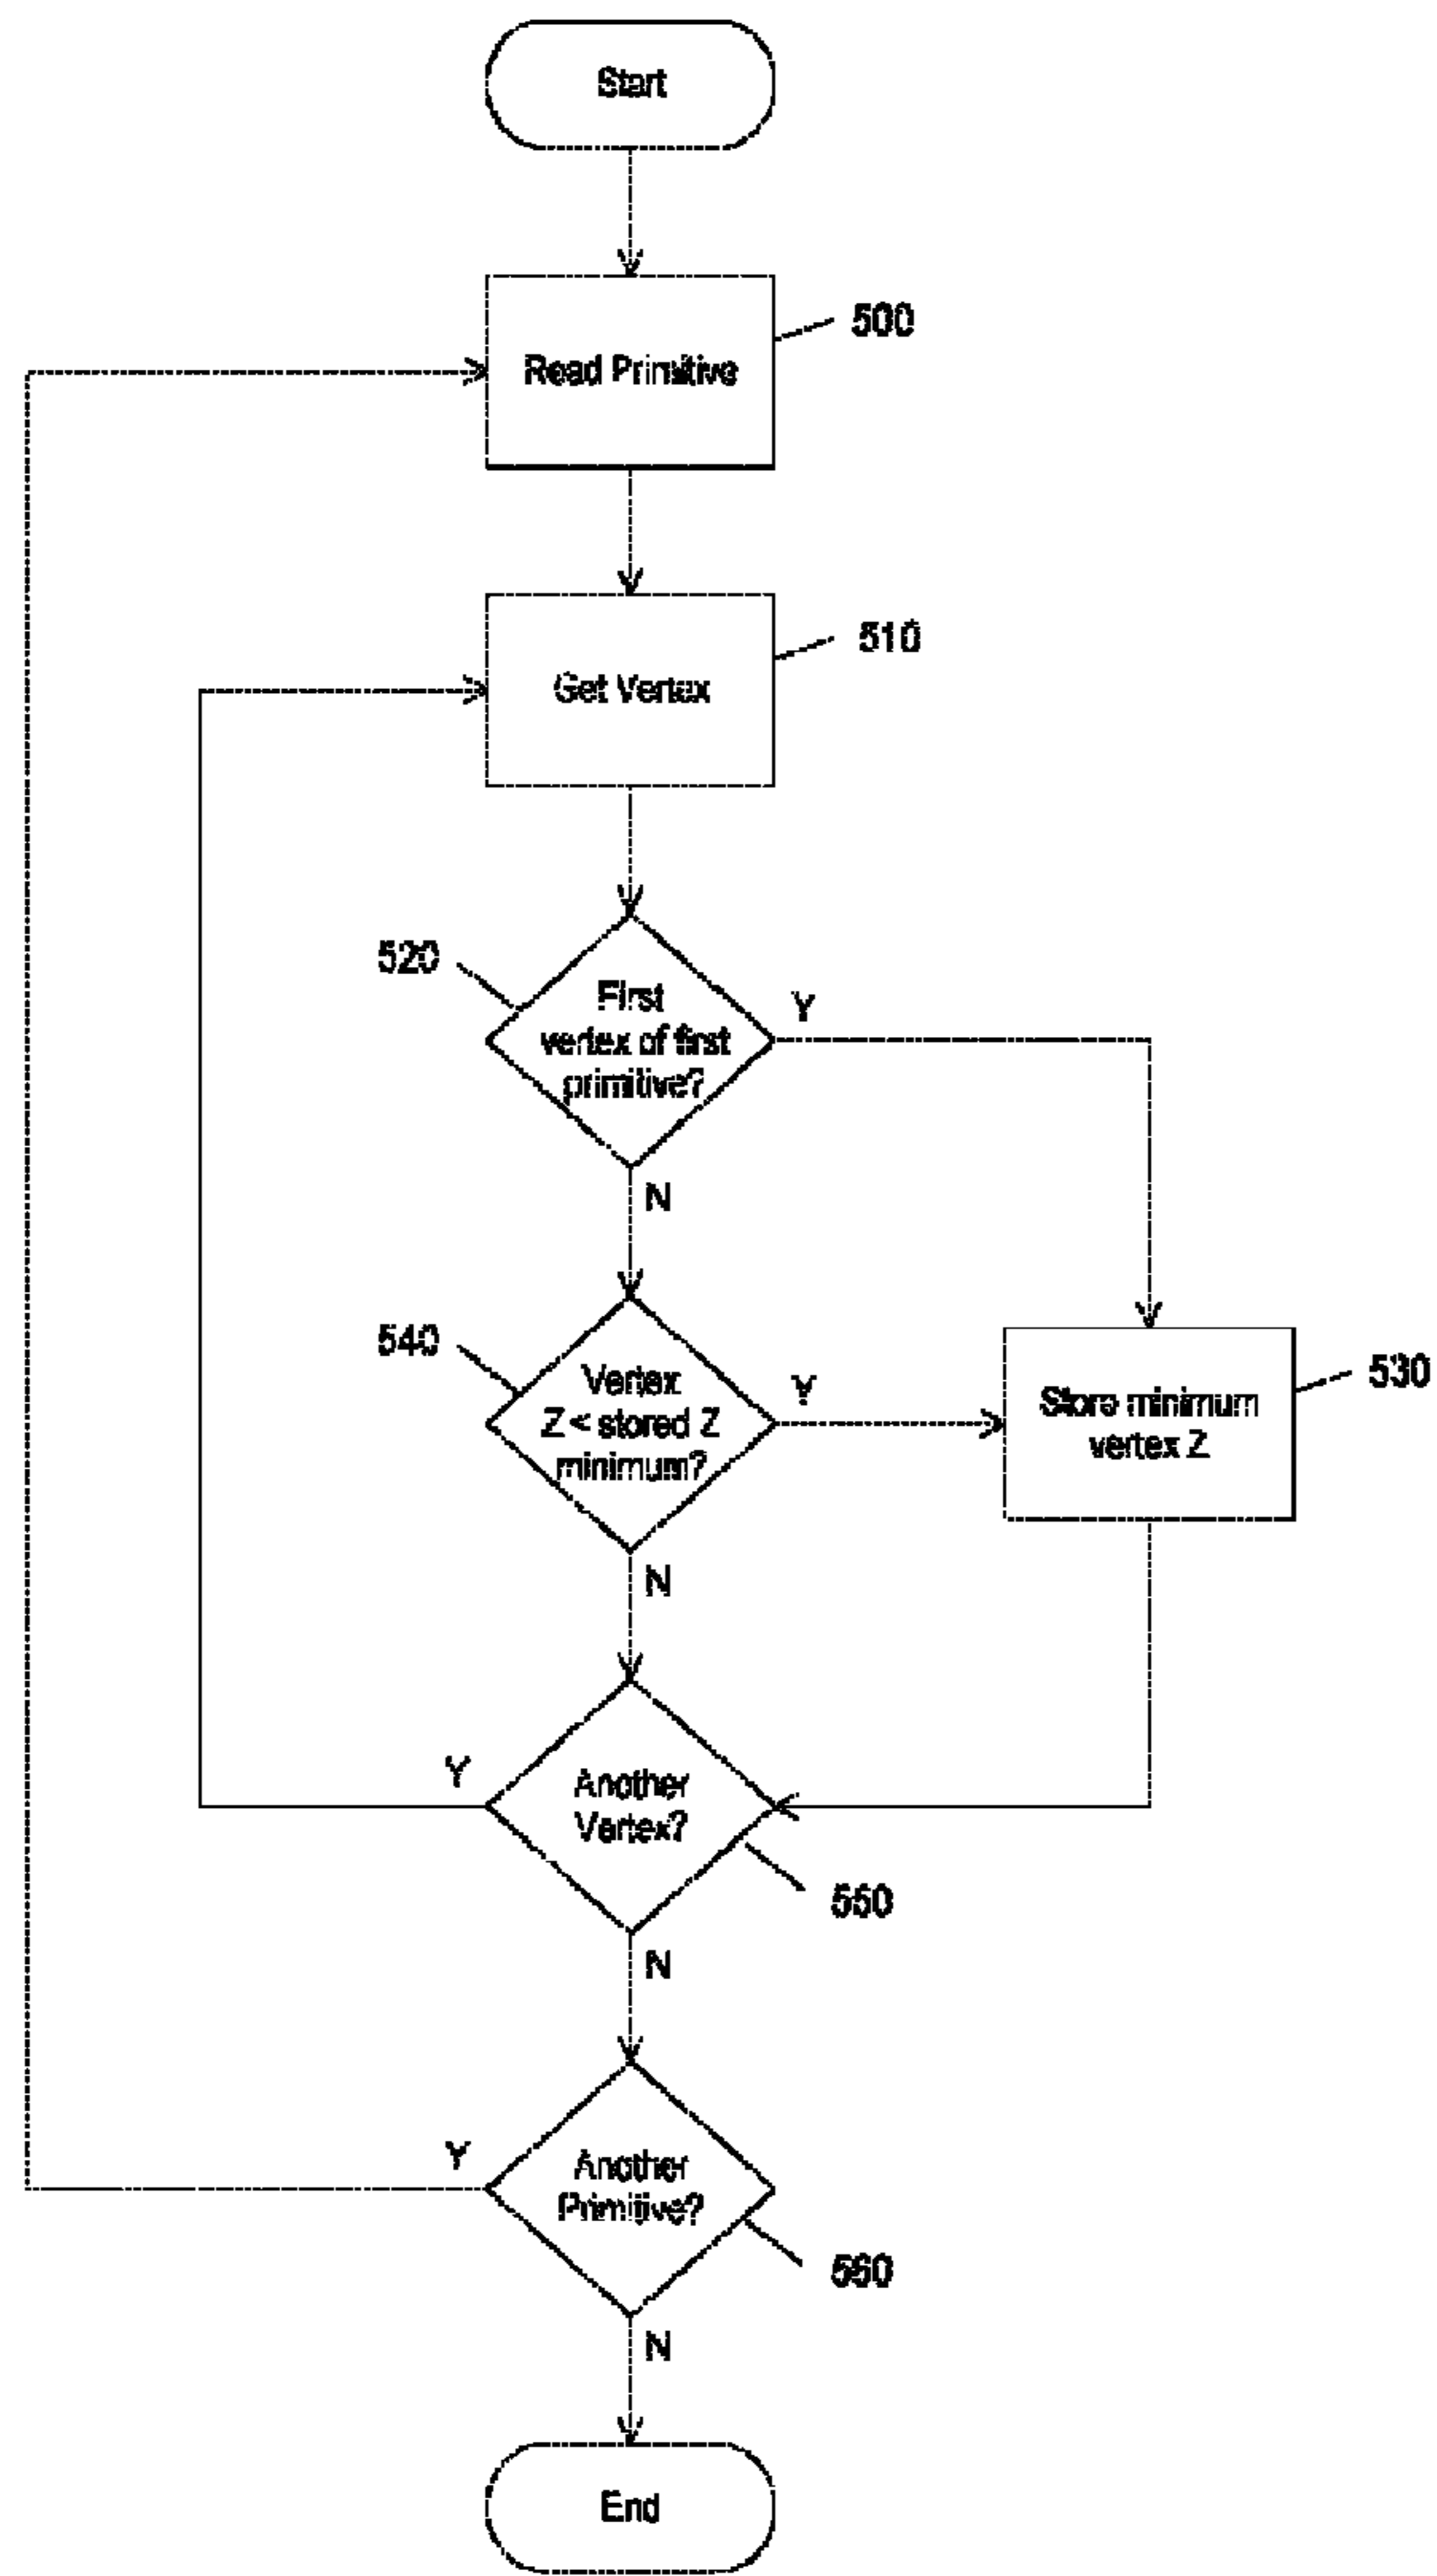 Start
500
Read Primitive
510
Get Vertex
520
First
vertex of first
primitive?
Y
N
540
Vertex
Z < stored Z
minimum?
Y
530
Store minimum
vertex Z
N
Y
Another
Vertex?
550
N
Y
Another
Primitive?
560
N
End